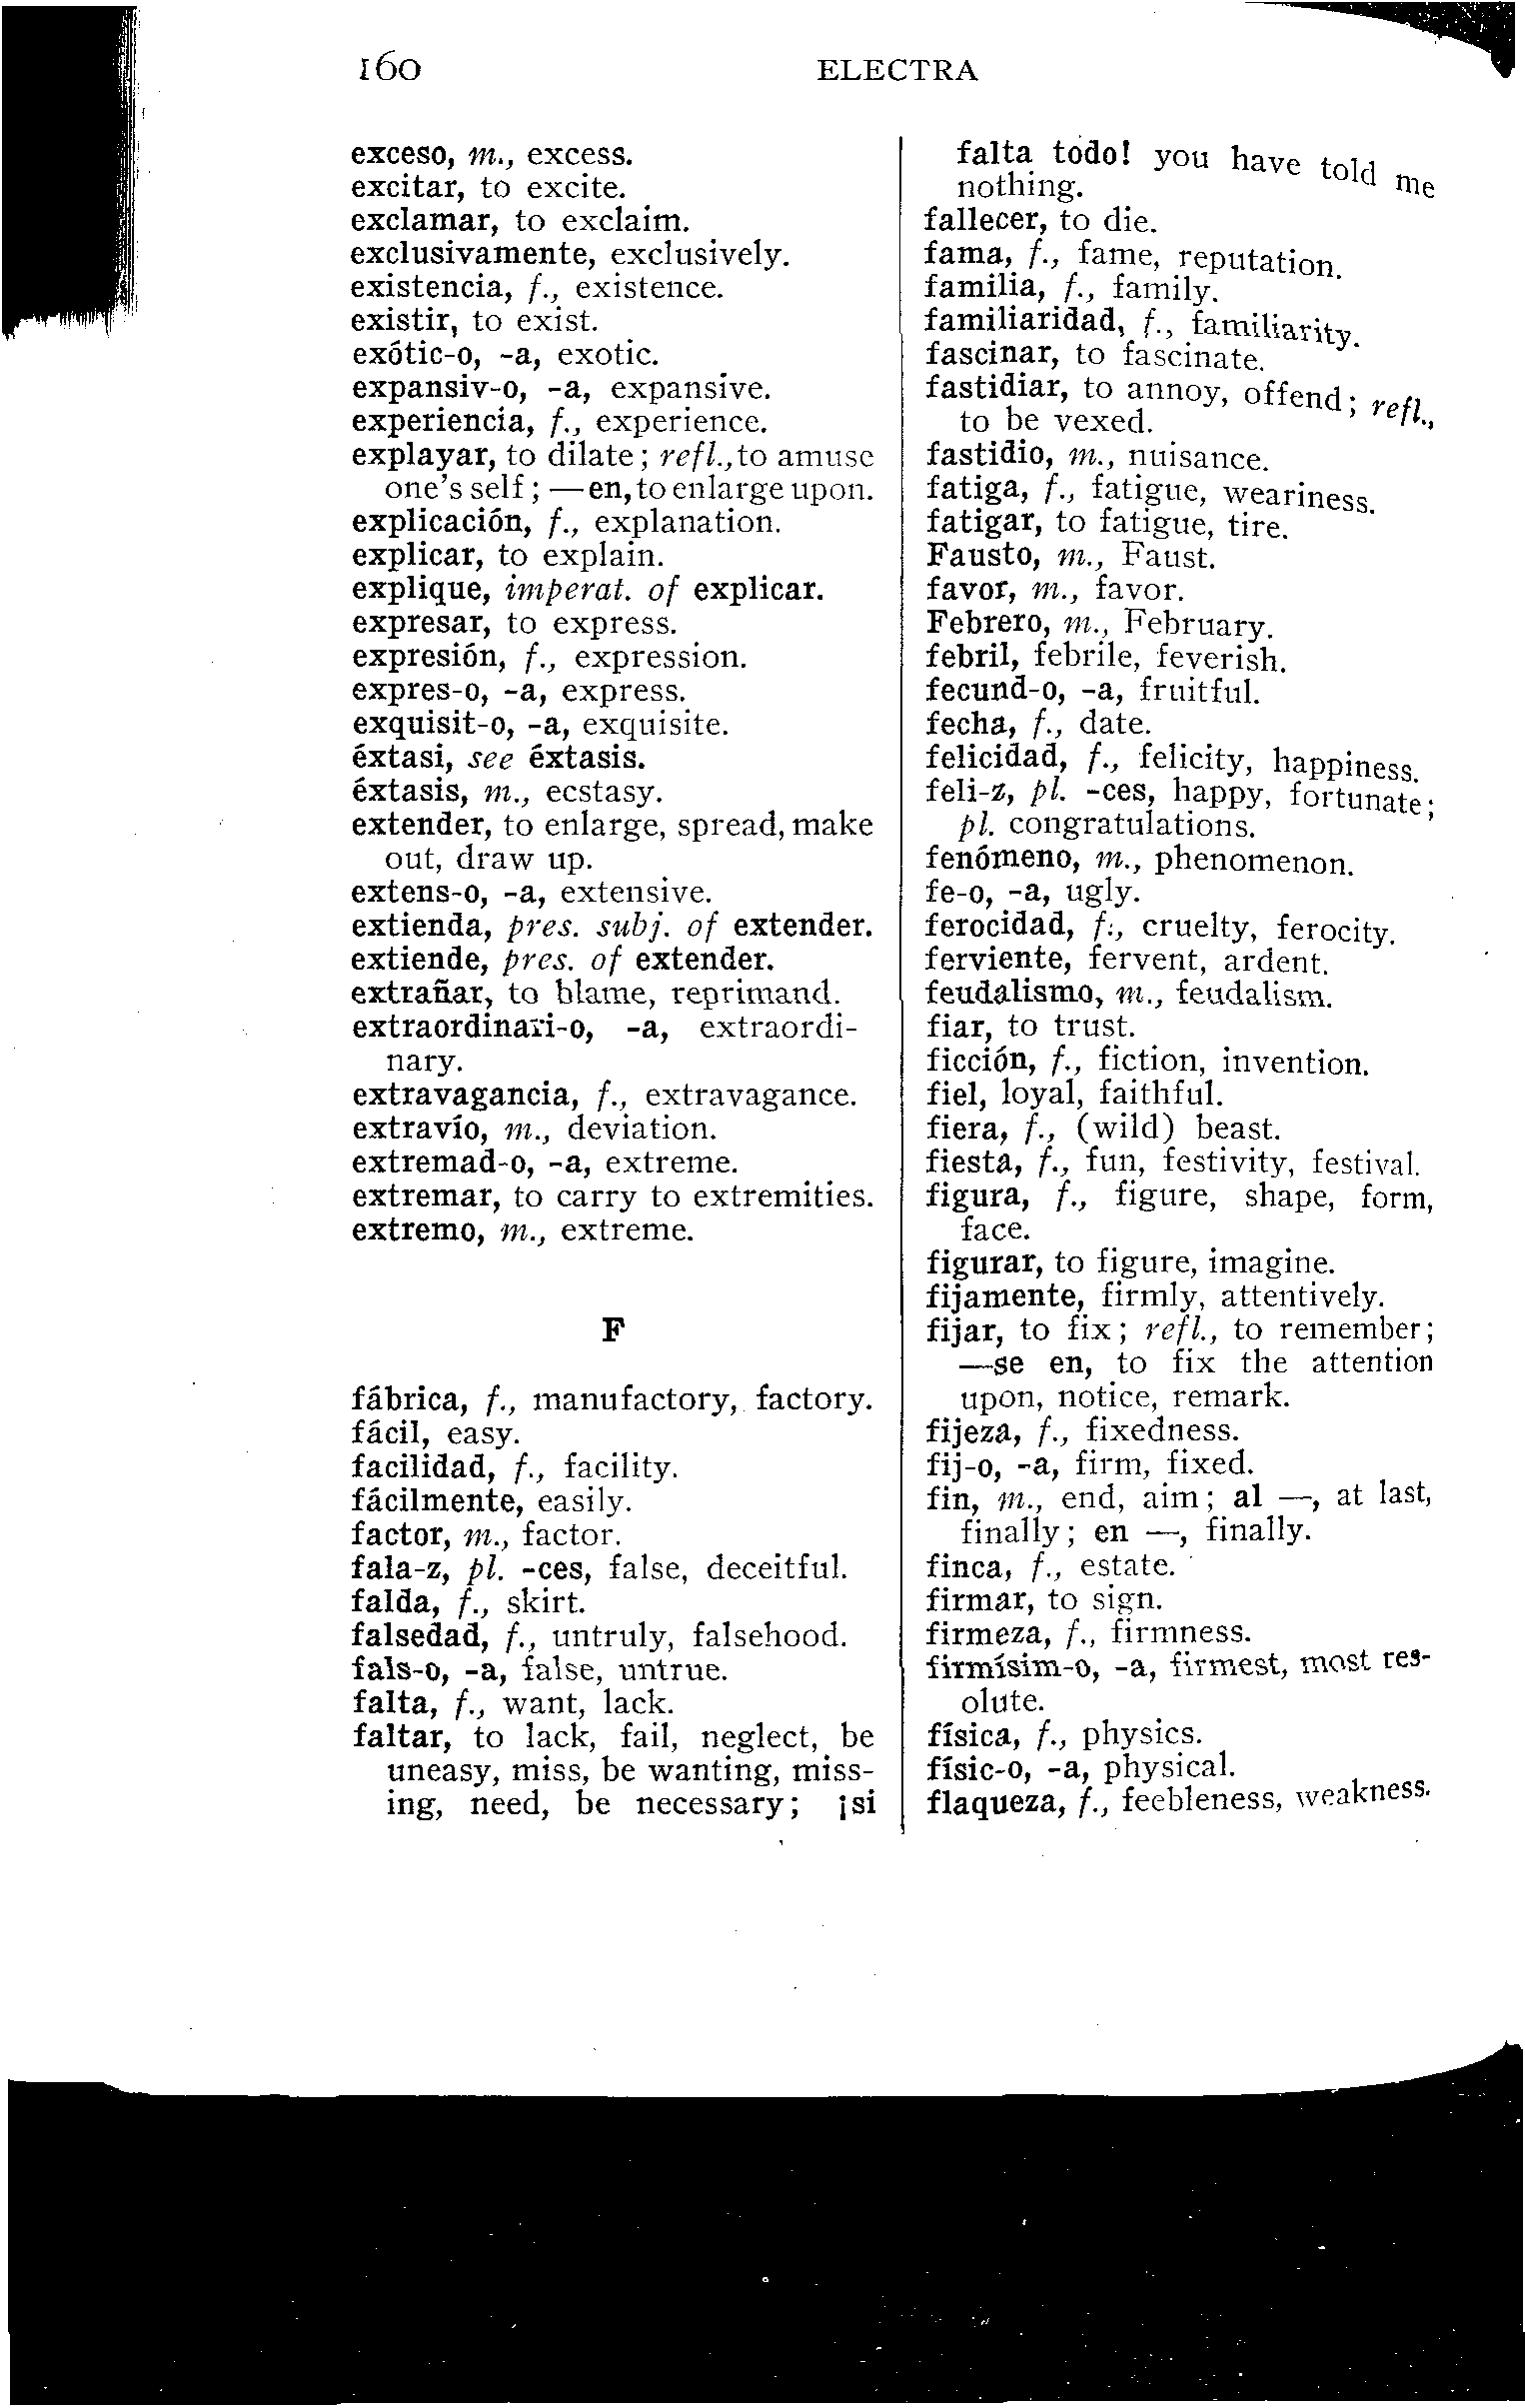 160
ELECTRA
exceso, m., excess.
excitar, to excite.
exclamar, to exclaim.
exclusivamente, exclusively.
existencia, f., existence.
existir, to exist.
exótic-o, -a, exotic.
expansiv-o, -a, expansive.
experiencia, f., experience.
explayar, to dilate; refl., to amuse
one's self; —en, to enlarge upon.
explicación, f., explanation.
explicar, to explain.
explique, imperat. of explicar.
expresar, to express.
expresión, f., expression.
expres-o, -a, express.
exquisit-o, -a, exquisite.
éxtasi, see éxtasis.
éxtasis, m., ecstasy.
extender, to enlarge, spread, make
out, draw up.
extens-o, -a, extensive.
extienda, pres. subj. of extender.
extiende, pres. of extender.
extrañar, to blame, reprimand.
extraordinari-o, -a, extraordi-
nary.
extravagancia, f., extravagance.
extravío, m., deviation.
extremad-o, -a, extreme.
extremar, to carry to extremities.
extremo, m., extreme.
F
fábrica, f., manufactory, factory.
fácil, easy.
facilidad, f., facility.
fácilmente, easily.
factor, m., factor.
fala-z, pl. -ces, false, deceitful.
falda, f., skirt.
falsedad, f., untruly, falsehood.
fals-o, -a, false, untrue.
falta, f., want, lack.
faltar, to lack, fail, neglect, be
uneasy, miss, be wanting, miss-
ing, need, be necessary; ¡si
falta todo! you have told me
nothing.
fallecer, to die.
fama, f., fame, reputation.
familia, f., family.
familiaridad, f., familiarity.
fascinar, to fascinate.
fastidiar, to annoy, offend; refl.,
to be vexed.
fastidio, m., nuisance.
fatiga, f., fatigue, weariness.
fatigar, to fatigue, tire.
Fausto, m., Faust.
favor, m., favor.
Febrero, m., February.
febril, febrile, feverish.
fecund-o, -a, fruitful.
fecha, f., date.
felicidad, f., felicity, happiness.
feli-z, pl. -ces, happy, fortunate;
pl. congratulations.
fenómeno, m., phenomenon.
fe-o, -a, ugly.
ferocidad, f., cruelty, ferocity.
ferviente, fervent, ardent.
feudalismo, m., feudalism.
fiar, to trust.
ficción, f., fiction, invention.
fiel, loyal, faithful.
fiera, f., (wild) beast.
fiesta, f., fun, festivity, festival.
figura, f., figure, shape, form,
face.
figurar, to figure, imagine.
fijamente, firmly, attentively.
fijar, to fix; refl., to remember;
—se en, to fix the attention
upon, notice, remark.
fijeza, f., fixedness.
fij-o, -a, firm, fixed.
fin, m., end, aim; al —, at last,
finally; en —, finally.
finca, f., estate.
firmar, to sign.
firmeza, f., firmness.
firmísim-o, -a, firmest, most res-
olute.
física, f., physics.
físic-o, -a, physical.
flaqueza, f., feebleness, weakness.